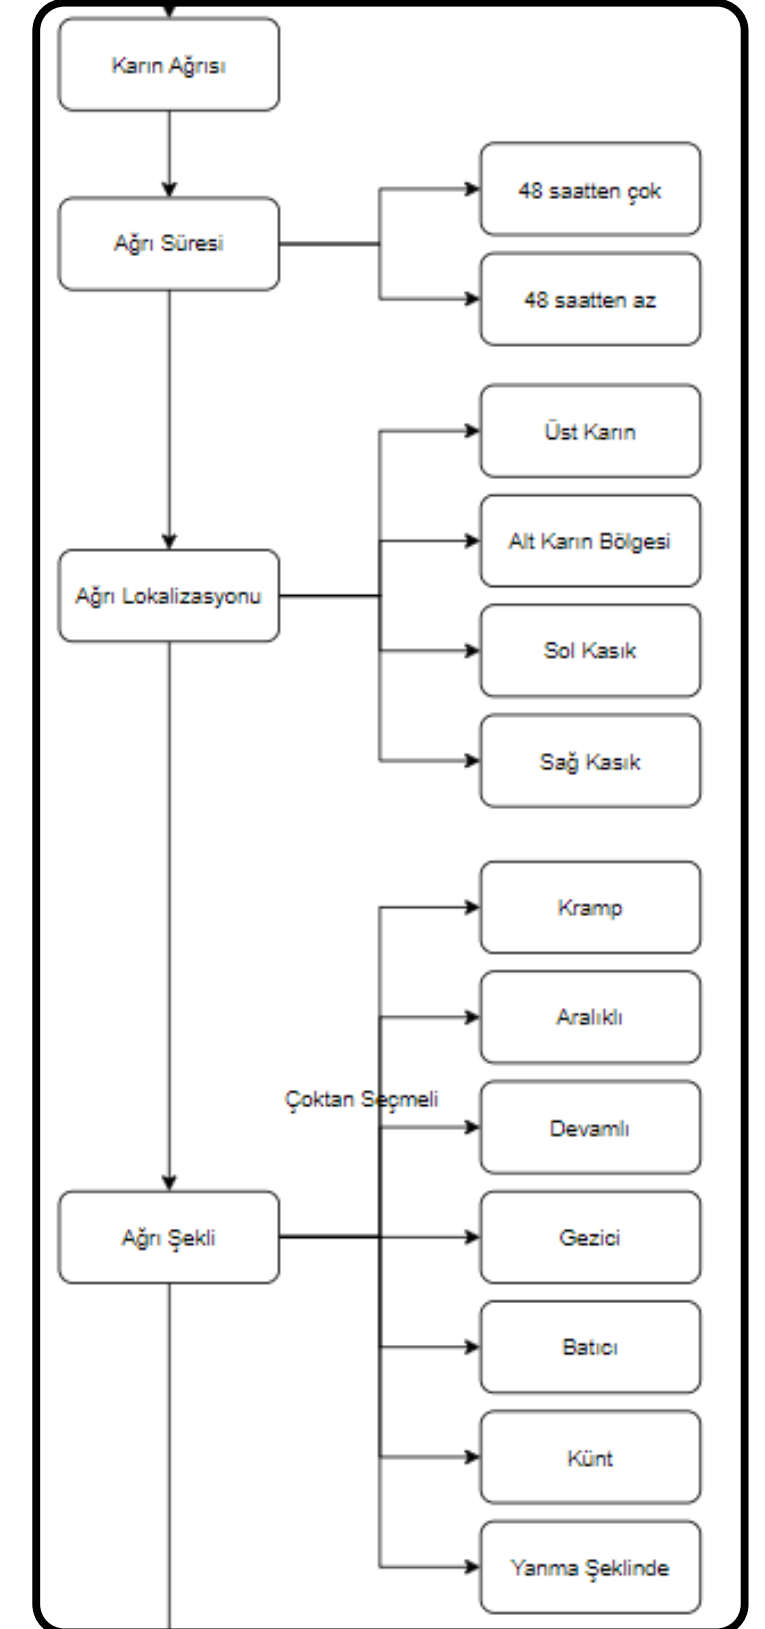 Karın Ağrısı
Ağrı Süresi
48 saatten çok
48 saatten az
Ağrı Lokalizasyonu
Üst Karın
Alt Karın Bölgesi
Sol Kasık
Sağ Kasık
Ağrı Şekli
Çoktan Seçmeli
Kramp
Aralıklı
Devamlı
Gezici
Batıcı
Künt
Yanma Şeklinde